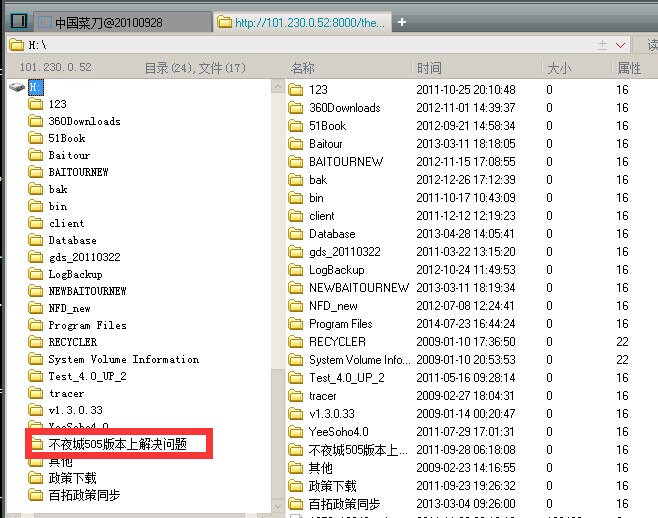 中国菜刀@20100928
http://101.230.0.52:8000/the...
+
H:\
读
101.230.0.52 目录(24),文件(17) 名称 时间 大小 属性
H:
123
360Downloads
51Book
Baitour
BAITOURNEW
bak
bin
client
Database
gds_20110322
LogBackup
NEWBAITOURNEW
NFD_new
Program Files
RECYCLER
System Volume Information
Test_4.0_UP_2
tracer
v1.3.0.33
YeeSoho4.0
不夜城505版本上解决问题
其他
政策下载
百拓政策同步
123 2011-10-25 20:10:48 0 16
360Downloads 2012-11-01 14:39:37 0 16
51Book 2012-09-21 14:58:34 0 16
Baitour 2013-03-11 18:18:05 0 16
BAITOURNEW 2012-11-15 17:08:55 0 16
bak 2012-12-26 17:12:39 0 16
bin 2011-10-17 10:43:09 0 16
client 2011-12-12 12:19:23 0 16
Database 2013-04-28 14:05:41 0 16
gds_20110322 2011-03-22 13:15:20 0 16
LogBackup 2012-10-24 11:49:53 0 16
NEWBAITOURNEW 2013-03-11 18:19:34 0 16
NFD_new 2012-07-08 12:24:41 0 16
Program Files 2014-07-23 16:44:24 0 16
RECYCLER 2009-01-10 17:36:50 0 22
System Volume Info... 2009-01-10 20:53:53 0 22
Test_4.0_UP_2 2011-05-16 09:28:14 0 16
tracer 2009-02-27 18:04:31 0 16
v1.3.0.33 2009-01-14 00:20:47 0 16
YeeSoho4.0 2011-07-14 17:20:01 0 16
不夜城505版本上... 2011-09-28 06:18:08 0 16
其他 2009-02-23 14:16:55 0 16
政策下载 2011-09-23 19:26:32 0 16
百拓政策同步 2013-03-04 09:26:00 0 16